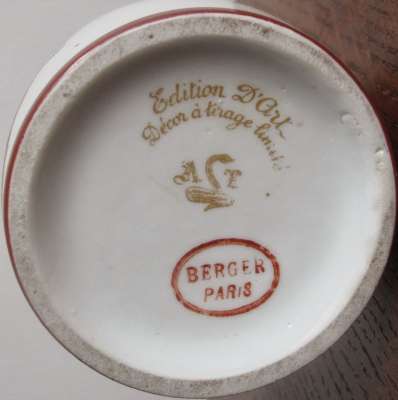 Edition D'Art
Décor à tirage limité
A E
BERGER
PARIS